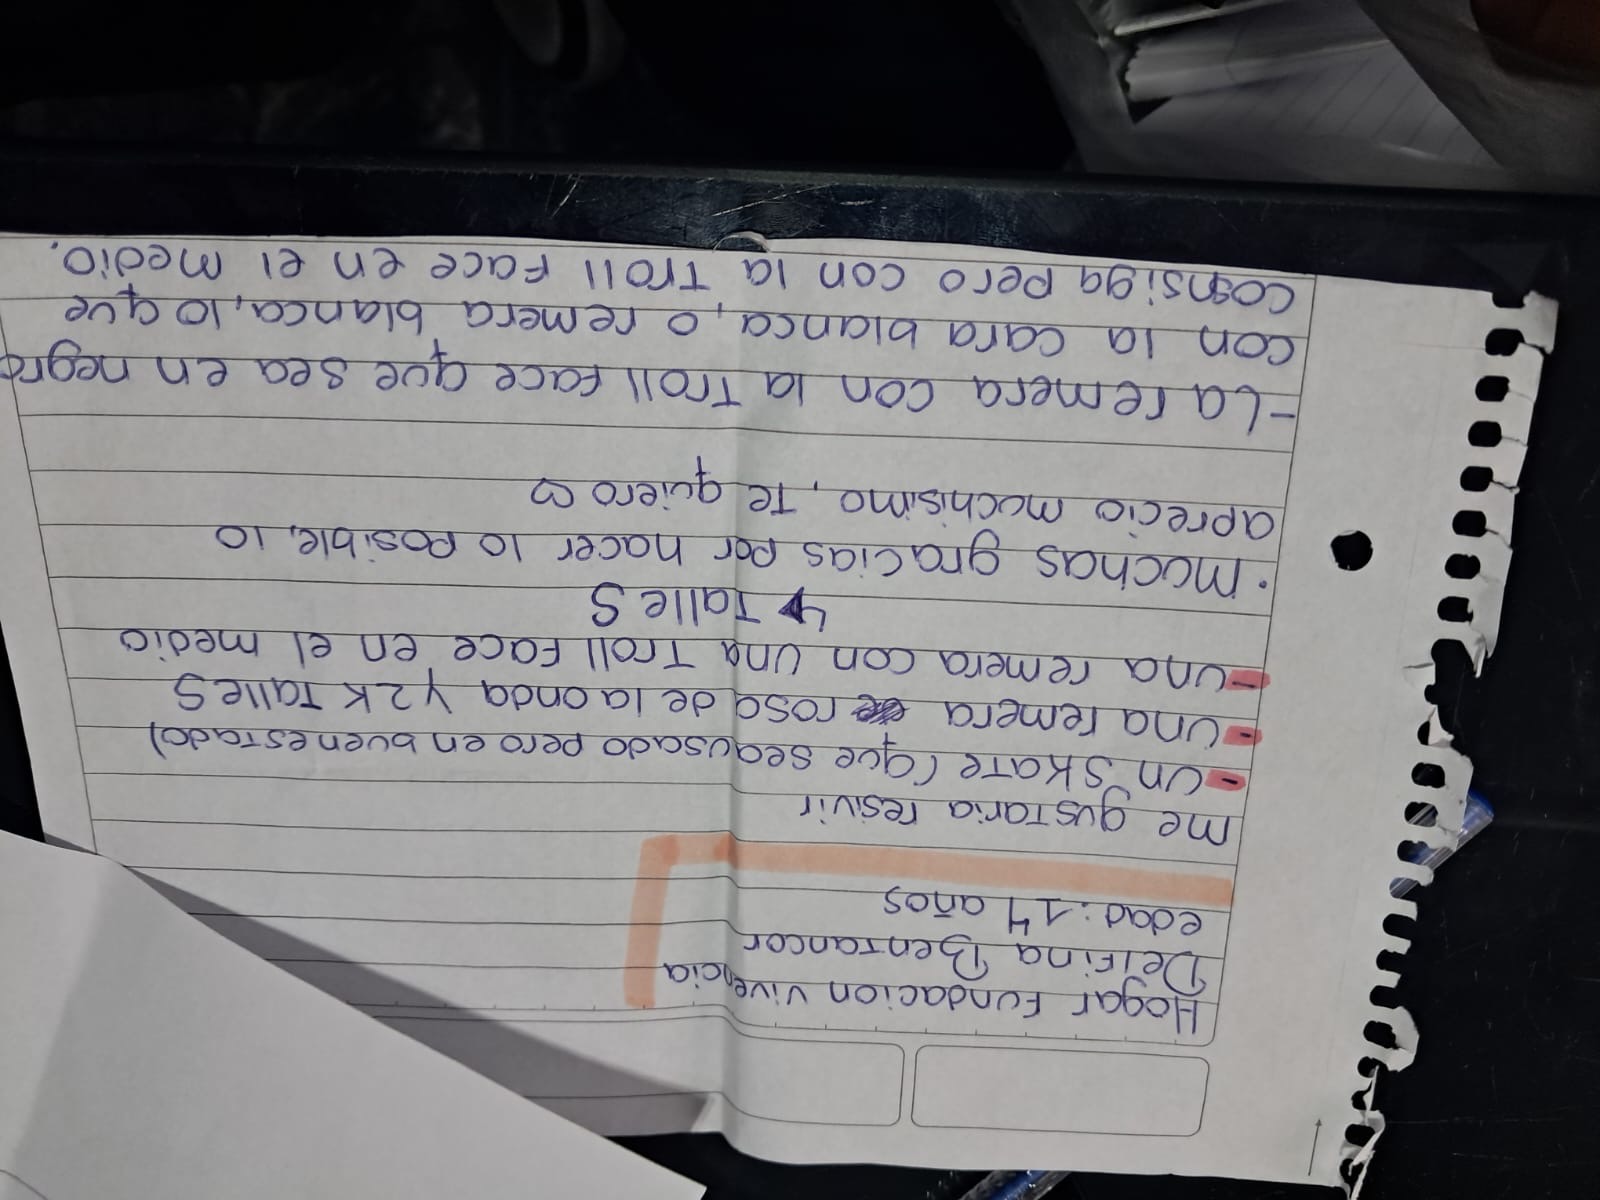 Hogar Fundacion vivencia
Delfina Bentancor
edad: 14 años
me gustaria resivir
- un skate (que sea usado pero en buen estado)
- una remera rosa de la onda Y2K Talle S
- una remera con una Troll Face en el medio
↳ Talle S
• muchas gracias por hacer lo posible, lo
aprecio muchisimo, te quiero ♡
- La remera con la Troll face que sea en negro
con la cara blanca, o remera blanca, lo que
consiga pero con la Troll Face en el medio.